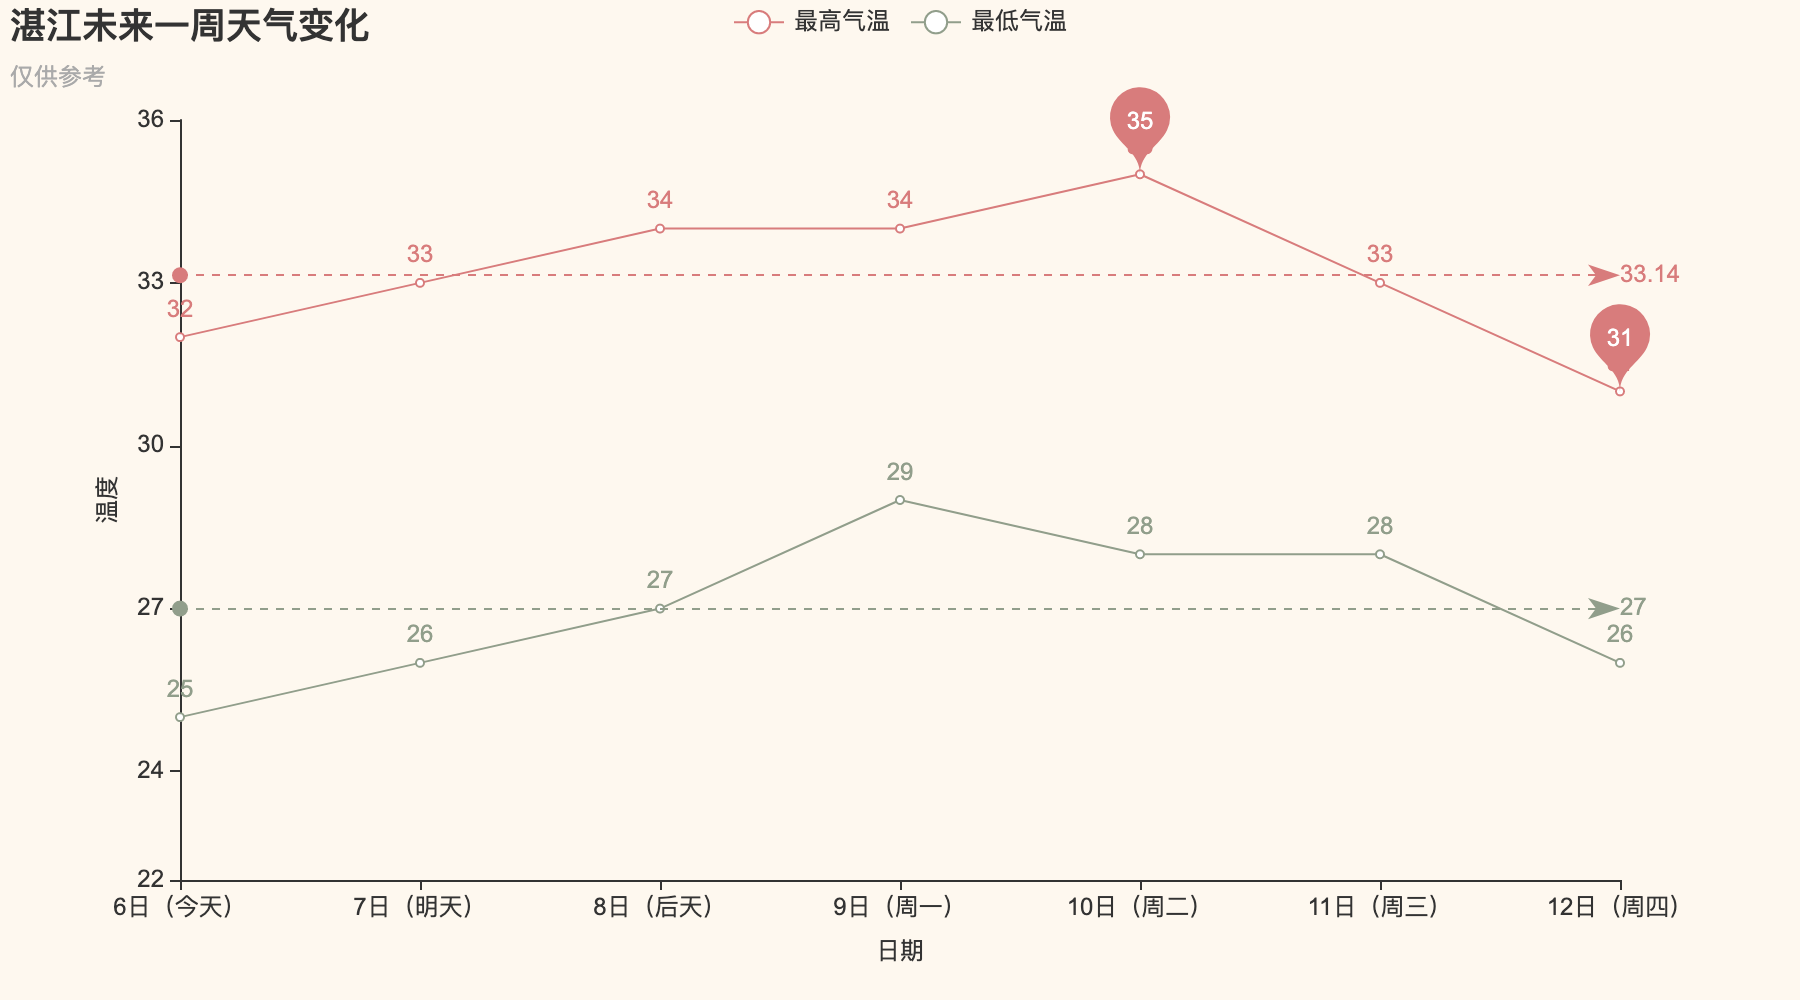 湛江未来一周天气变化
仅供参考
最高气温
最低气温
温度
36
33
30
27
24
22
32
33
34
34
35
33
31
33.14
25
26
27
29
28
28
26
27
6日（今天）
7日（明天）
8日（后天）
9日（周一）
10日（周二）
11日（周三）
12日（周四）
日期